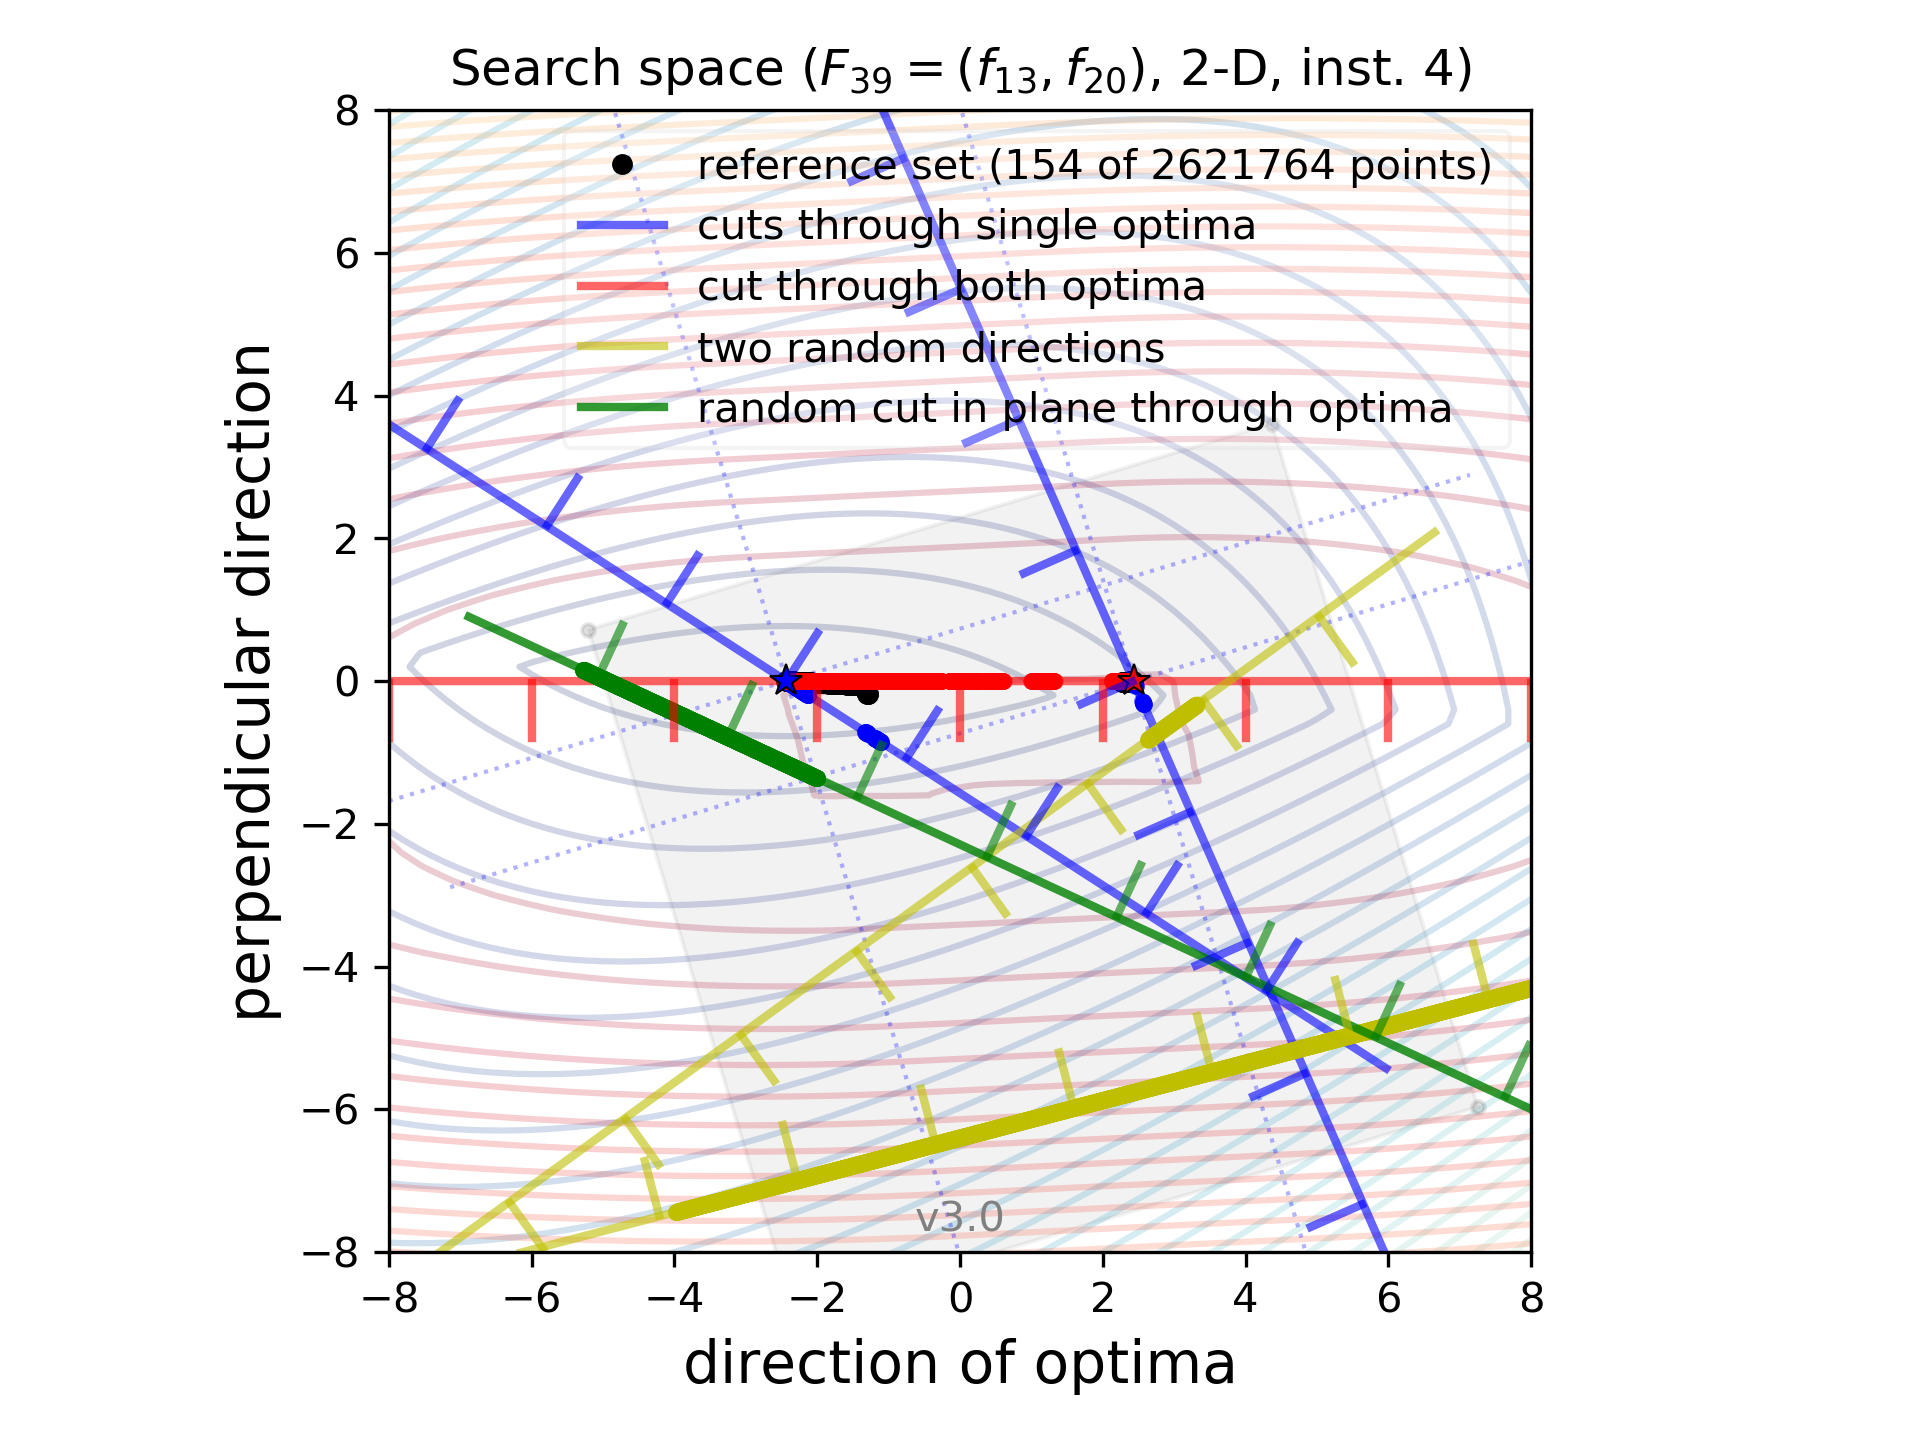 Search space (F39 = (f13, f20), 2-D, inst. 4)
8
reference set (154 of 2621764 points)
cuts through single optima
6
cut through both optima
two random directions
4
random cut in plane through optima
2
0
−2
−4
−6
−8
perpendicular direction
v3.0
−8 −6 −4 −2 0 2 4 6 8
direction of optima